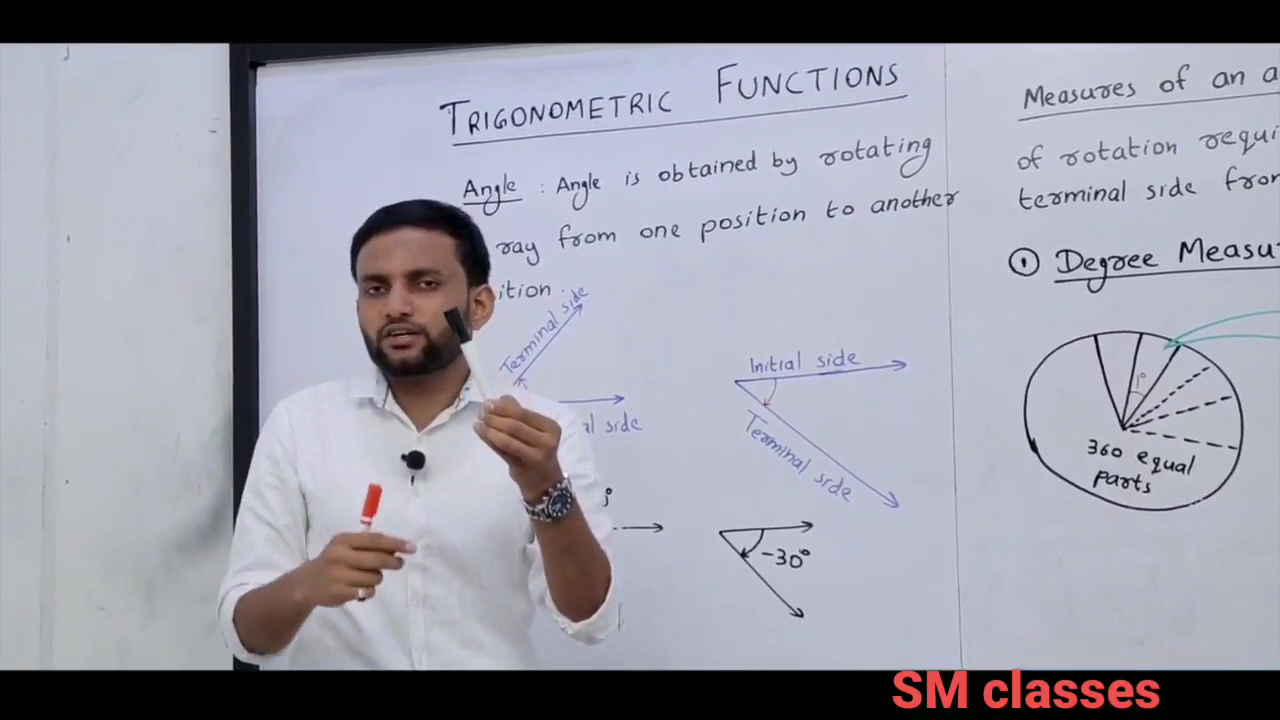 TRIGONOMETRIC FUNCTIONS
Angle : Angle is obtained by rotating
ray from one position to another
ition .
Terminal side
al side
Initial side
Terminal side
-30°
Measures of an a
of rotation requi
terminal side from
① Degree Measu
1°
360 equal
parts
SM classes